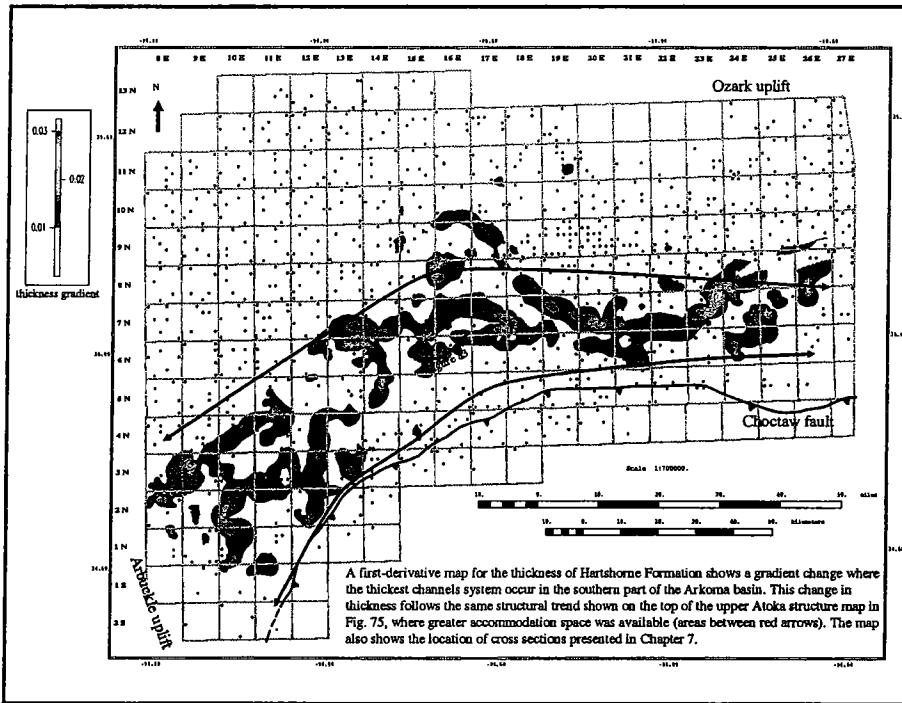 8 E 9 E 10 E 11 E 12 E 13 E 14 E 15 E 16 E 17 E 18 E 19 E 20 E 21 E 22 E 23 E 24 E 25 E 26 E 27 E
Ozark uplift
N
13 N
12 N
11 N
10 N
9 N
8 N
7 N
6 N
5 N
4 N
3 N
2 N
1 N
1 S
2 S
0.03
0.02
0.01
thickness gradient
Choctaw fault
Arbuckle uplift
Scale 1:700000.
miles
kilometers
A first-derivative map for the thickness of Hartshorne Formation shows a gradient change where
the thickest channels system occur in the southern part of the Arkoma basin. This change in
thickness follows the same structural trend shown on the top of the upper Atoka structure map in
Fig. 75, where greater accommodation space was available (areas between red arrows). The map
also shows the location of cross sections presented in Chapter 7.